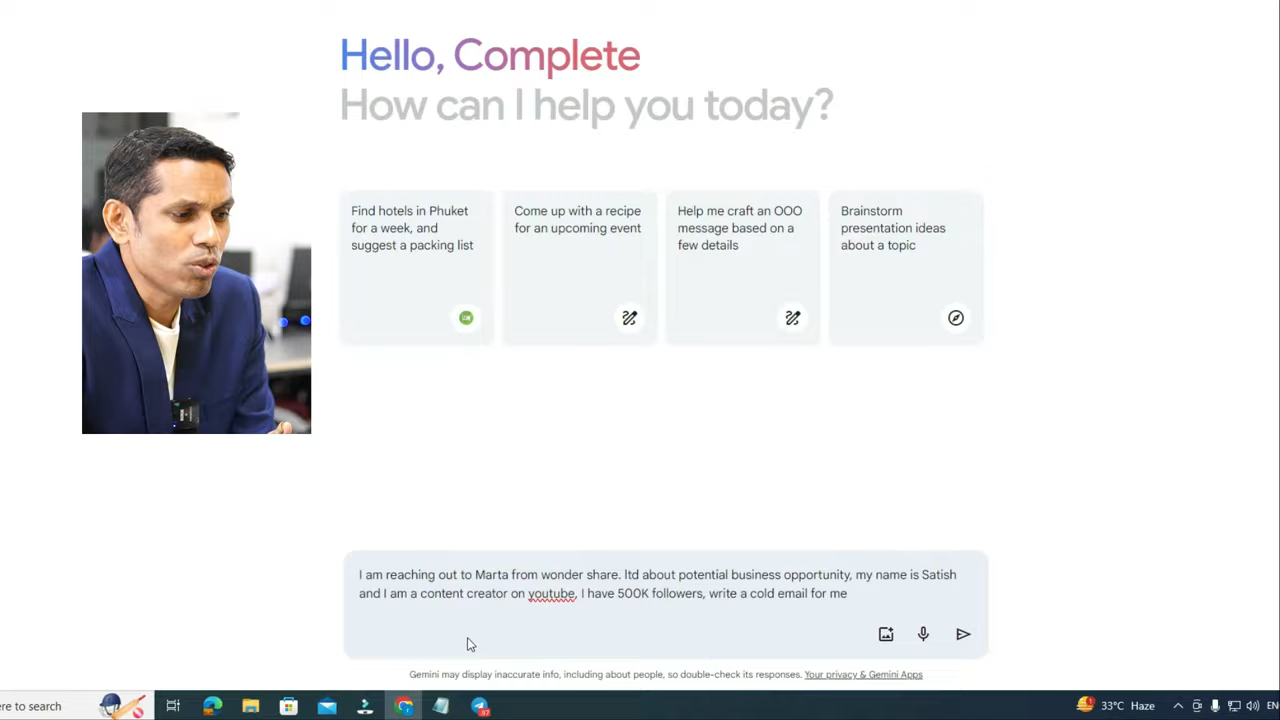 Hello, Complete
How can I help you today?
Find hotels in Phuket
for a week, and
suggest a packing list
Come up with a recipe
for an upcoming event
Help me craft an OOO
message based on a
few details
Brainstorm
presentation ideas
about a topic
I am reaching out to Marta from wonder share. ltd about potential business opportunity, my name is Satish
and I am a content creator on youtube, I have 500K followers, write a cold email for me
Gemini may display inaccurate info, including about people, so double-check its responses. Your privacy & Gemini Apps
ere to search
33°C Haze
EN